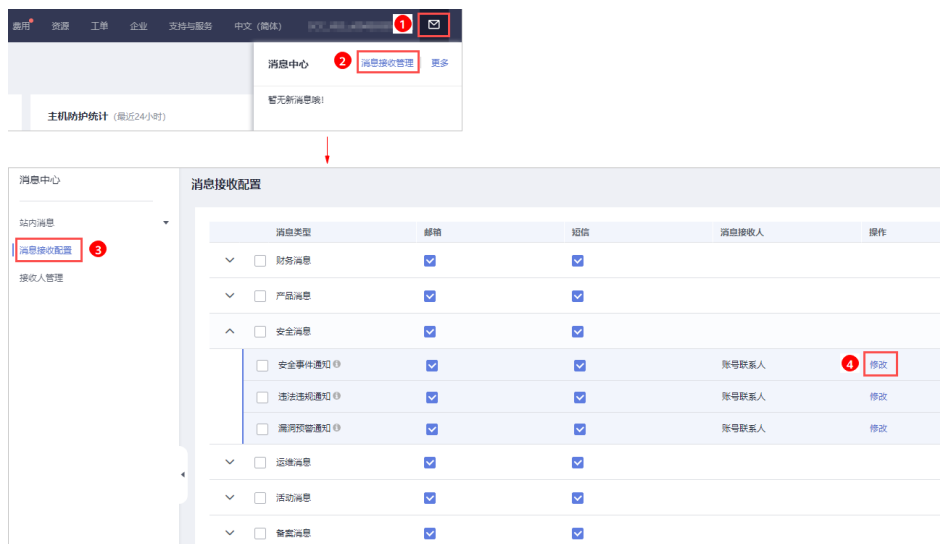 费用 资源 工单 企业 支持与服务 中文（简体） 1
消息中心 2 消息接收管理 更多
暂无新消息哦！
主机防护统计（最近24小时）
消息中心
消息接收配置
站内消息
消息接收配置 3
接收人管理
消息类型 邮箱 短信 消息接收人 操作
财务消息
产品消息
安全消息
安全事件通知 账号联系人 4 修改
违法违规通知 账号联系人 修改
漏洞预警通知 账号联系人 修改
运维消息
活动消息
备案消息